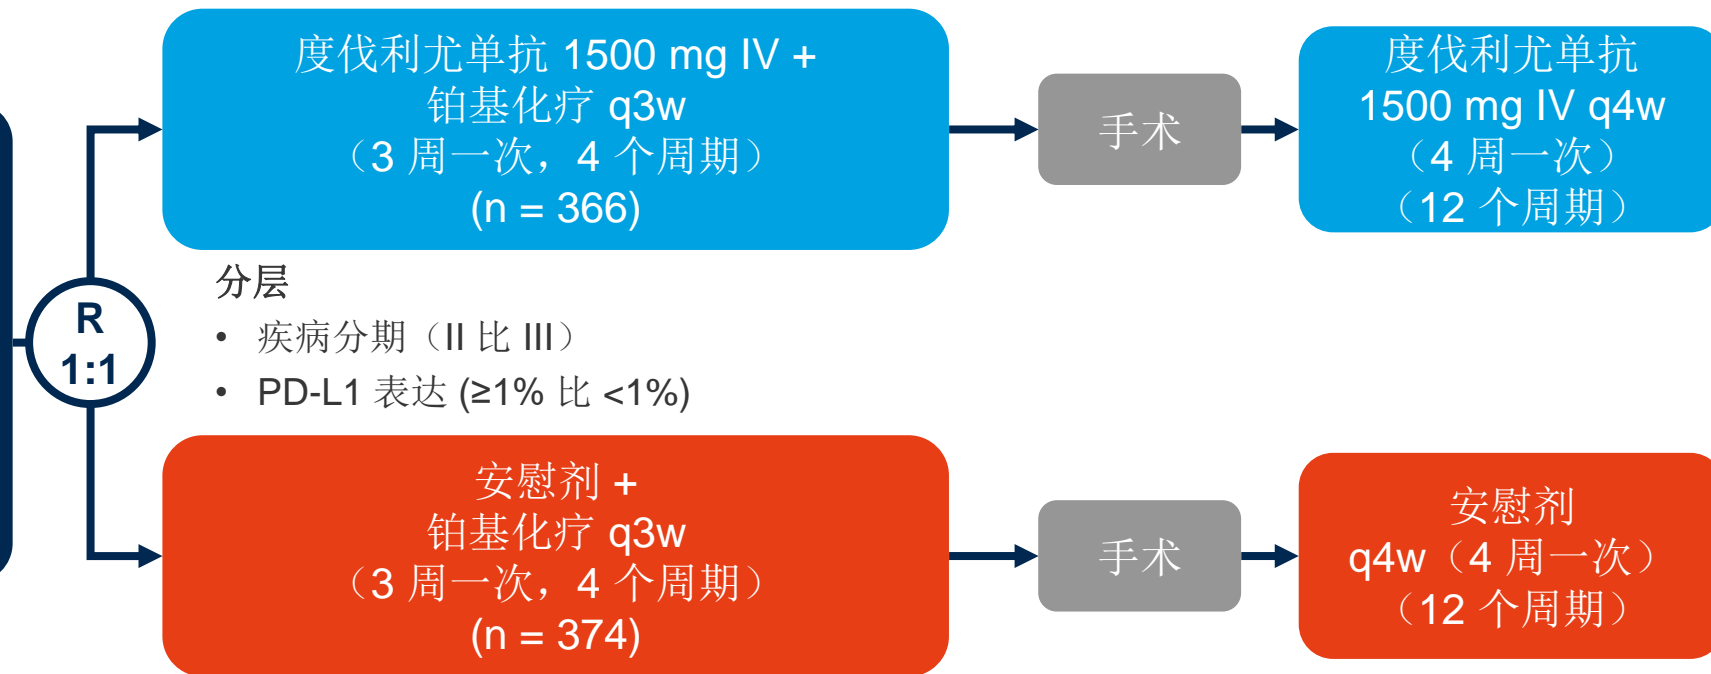 度伐利尤单抗 1500 mg IV +
铂基化疗 q3w
（3 周一次，4 个周期）
(n = 366)
手术
度伐利尤单抗
1500 mg IV q4w
（4 周一次）
（12 个周期）
R
1:1
分层
• 疾病分期（II 比 III）
• PD-L1 表达 (≥1% 比 <1%)
安慰剂 +
铂基化疗 q3w
（3 周一次，4 个周期）
(n = 374)
手术
安慰剂
q4w（4 周一次）
（12 个周期）